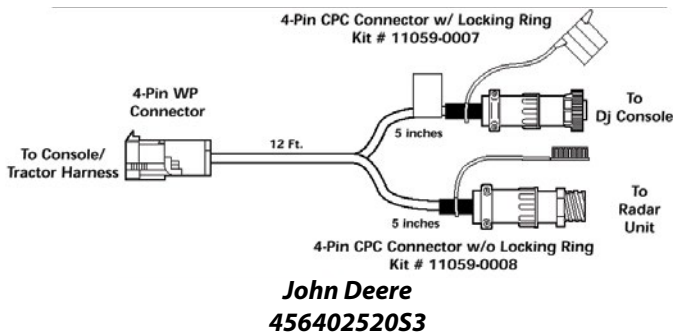 4-Pin CPC Connector w/ Locking Ring
Kit # 11059-0007
4-Pin WP
Connector
To
Dj Console
5 inches
12 Ft.
To Console/
Tractor Harness
To
Radar
Unit
5 inches
4-Pin CPC Connector w/o Locking Ring
Kit # 11059-0008
John Deere
456402520S3